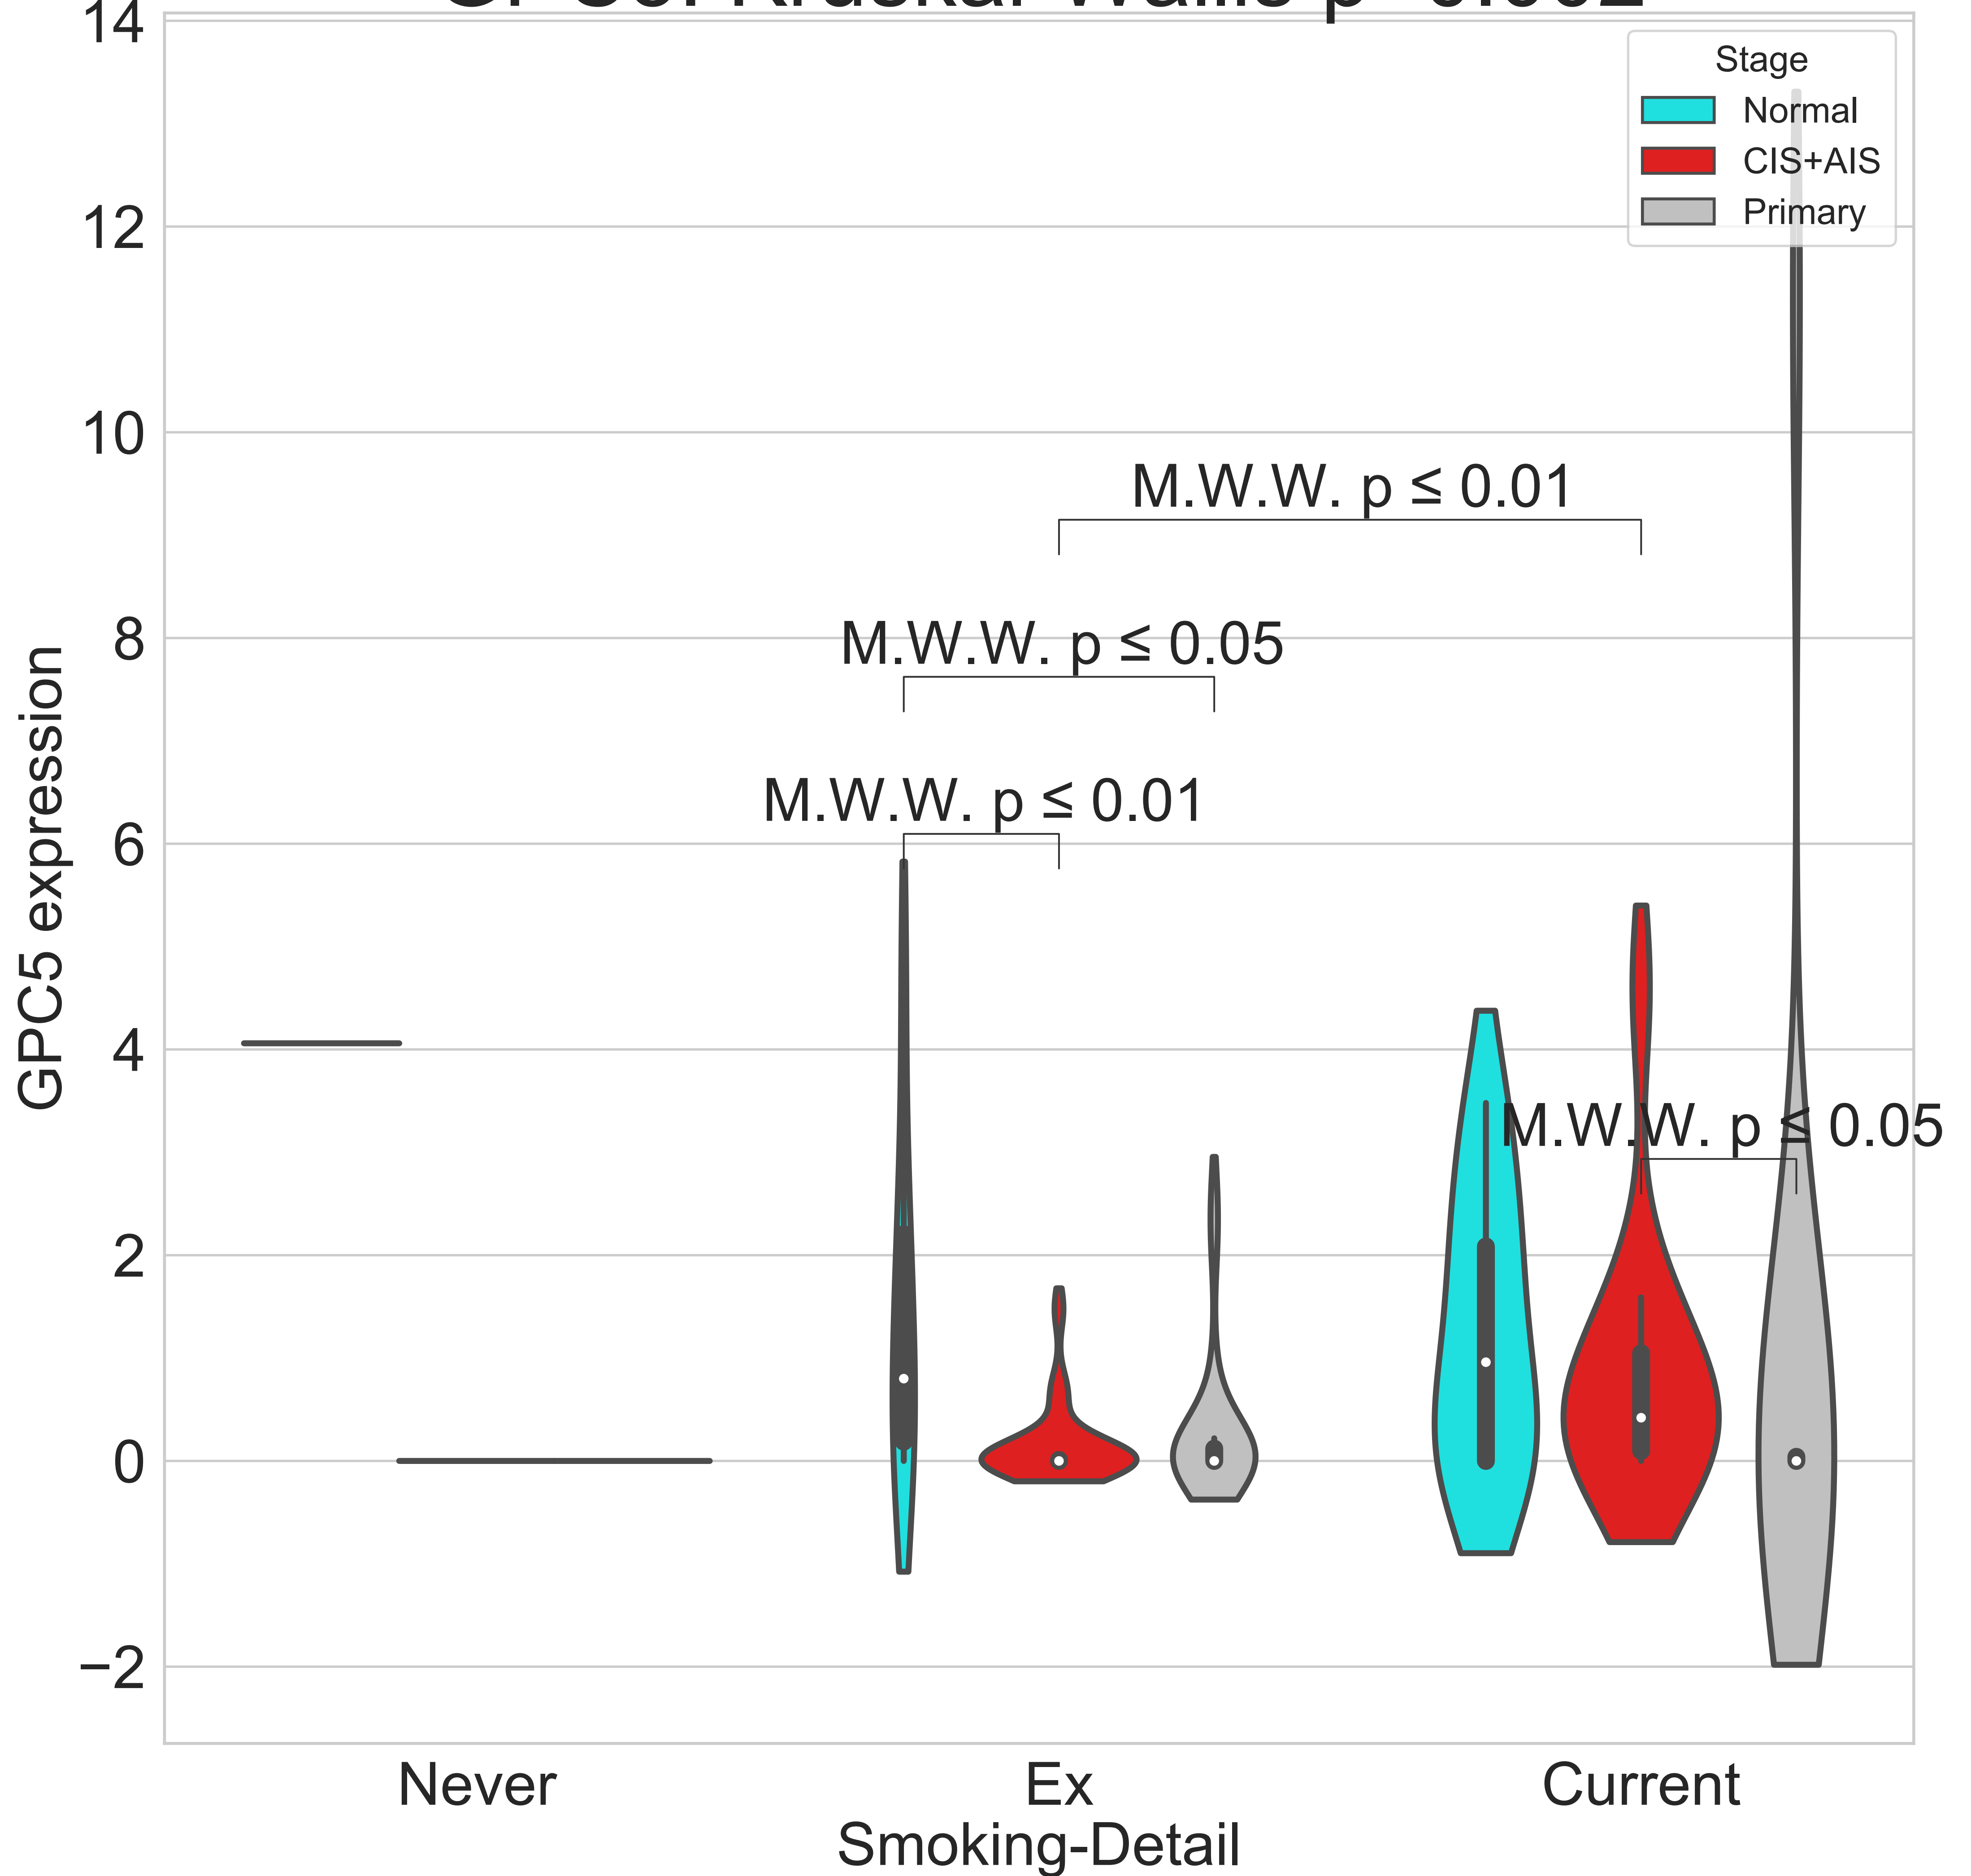 14
12
10
8
6
4
2
0
−2
GPC5 expression
Stage
Normal
CIS+AIS
Primary
M.W.W. p ≤ 0.01
M.W.W. p ≤ 0.05
M.W.W. p ≤ 0.01
M.W.W. p ≤ 0.05
Never
Ex
Current
Smoking-Detail